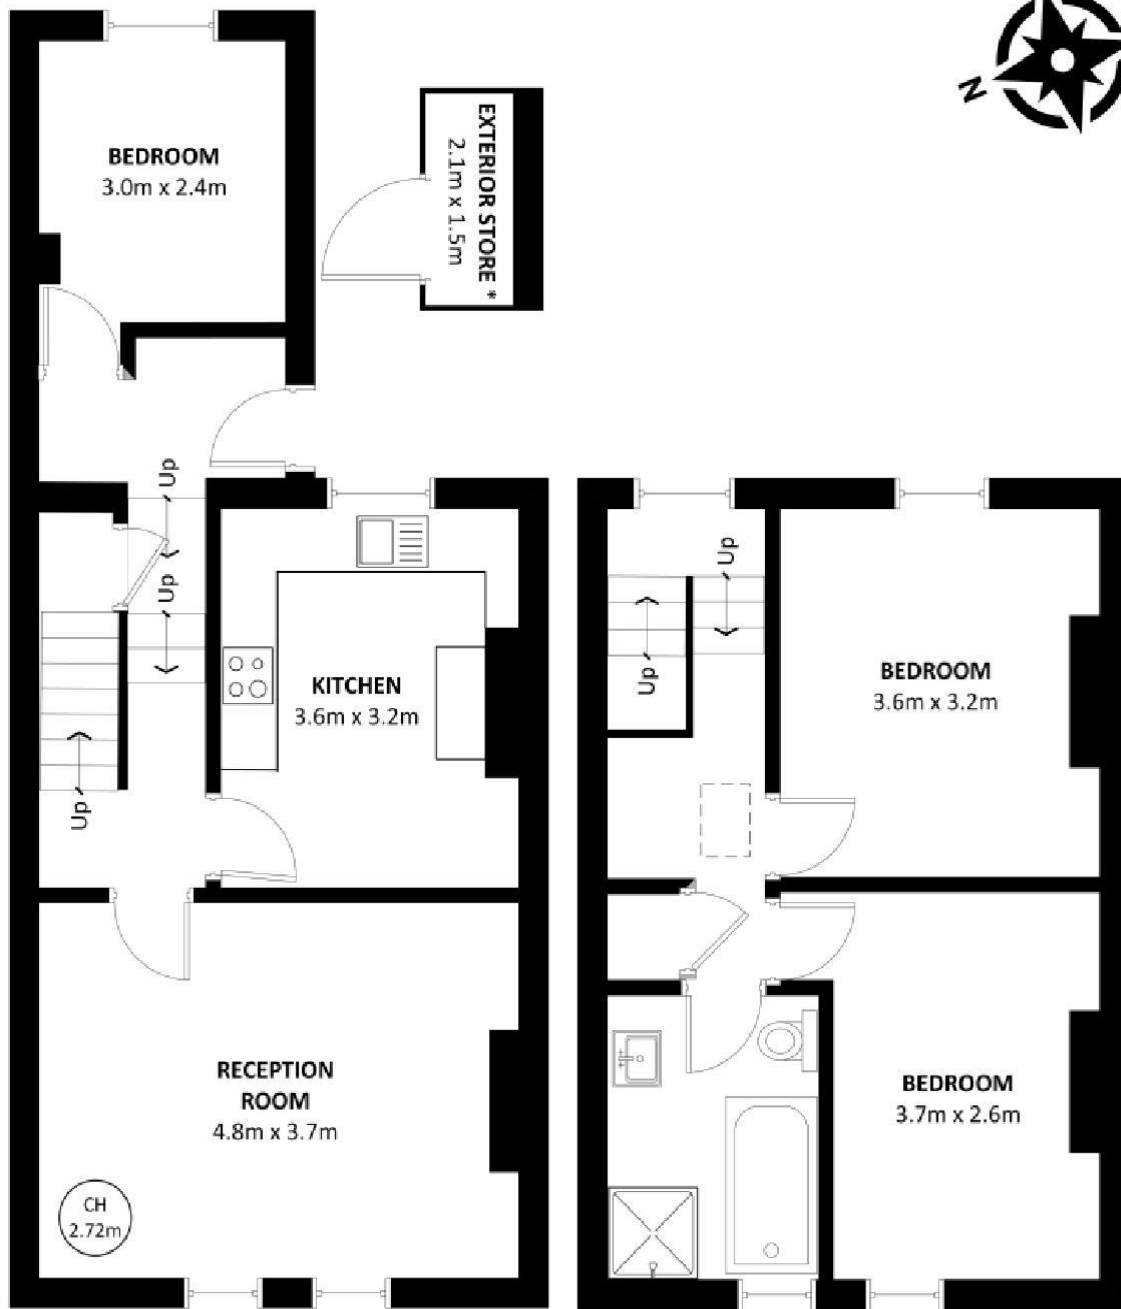 N
BEDROOM
3.0m x 2.4m
EXTERIOR STORE *
2.1m x 1.5m
Up
Up
Up
KITCHEN
3.6m x 3.2m
RECEPTION
ROOM
4.8m x 3.7m
CH
2.72m
Up
Up
BEDROOM
3.6m x 3.2m
BEDROOM
3.7m x 2.6m